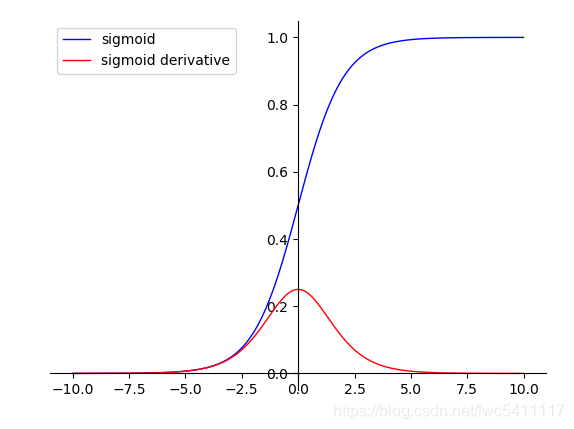 sigmoid
sigmoid derivative
1.0
0.8
0.6
0.4
0.2
0.0
−10.0 −7.5 −5.0 −2.5 0.0 2.5 5.0 7.5 10.0
https://blog.csdn.net/lwc5411117